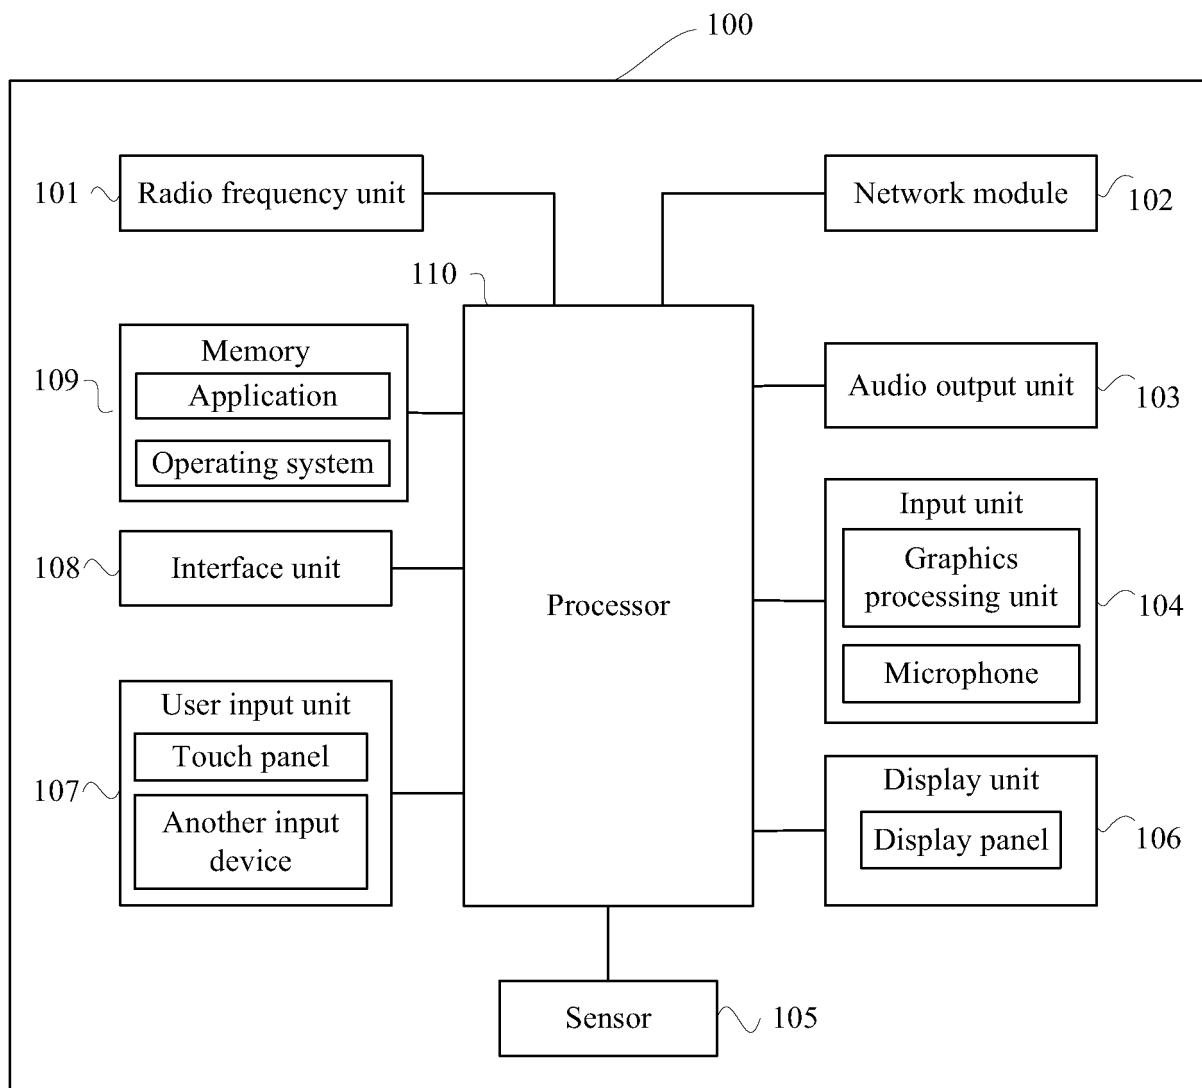 100
101
Radio frequency unit
Network module
102
110
109
Memory
Application
Operating system
Audio output unit
103
108
Interface unit
Processor
Input unit
Graphics
processing unit
Microphone
104
107
User input unit
Touch panel
Another input
device
Display unit
Display panel
106
Sensor
105